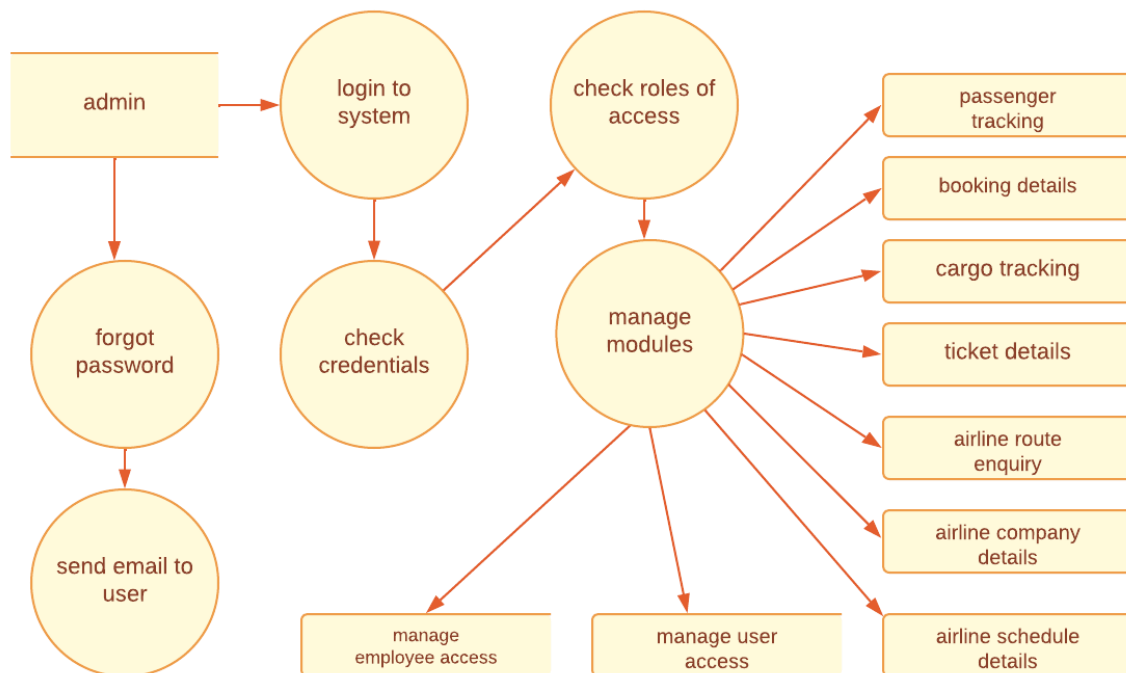 admin
login to
system
check roles of
access
passenger
tracking
booking details
cargo tracking
ticket details
airline route
enquiry
airline company
details
airline schedule
details
forgot
password
check
credentials
manage
modules
send email to
user
manage
employee access
manage user
access